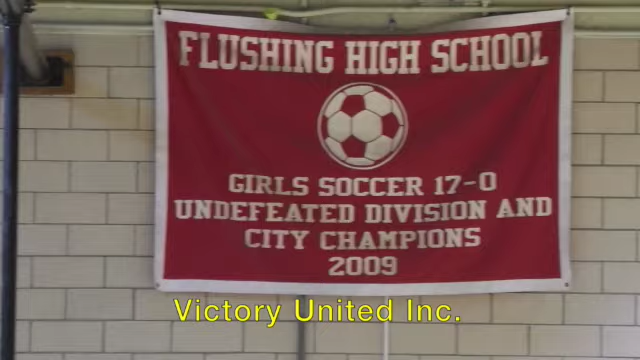 FLUSHING HIGH SCHOOL
GIRLS SOCCER 17-0
UNDEFEATED DIVISION AND
CITY CHAMPIONS
2009
Victory United Inc.